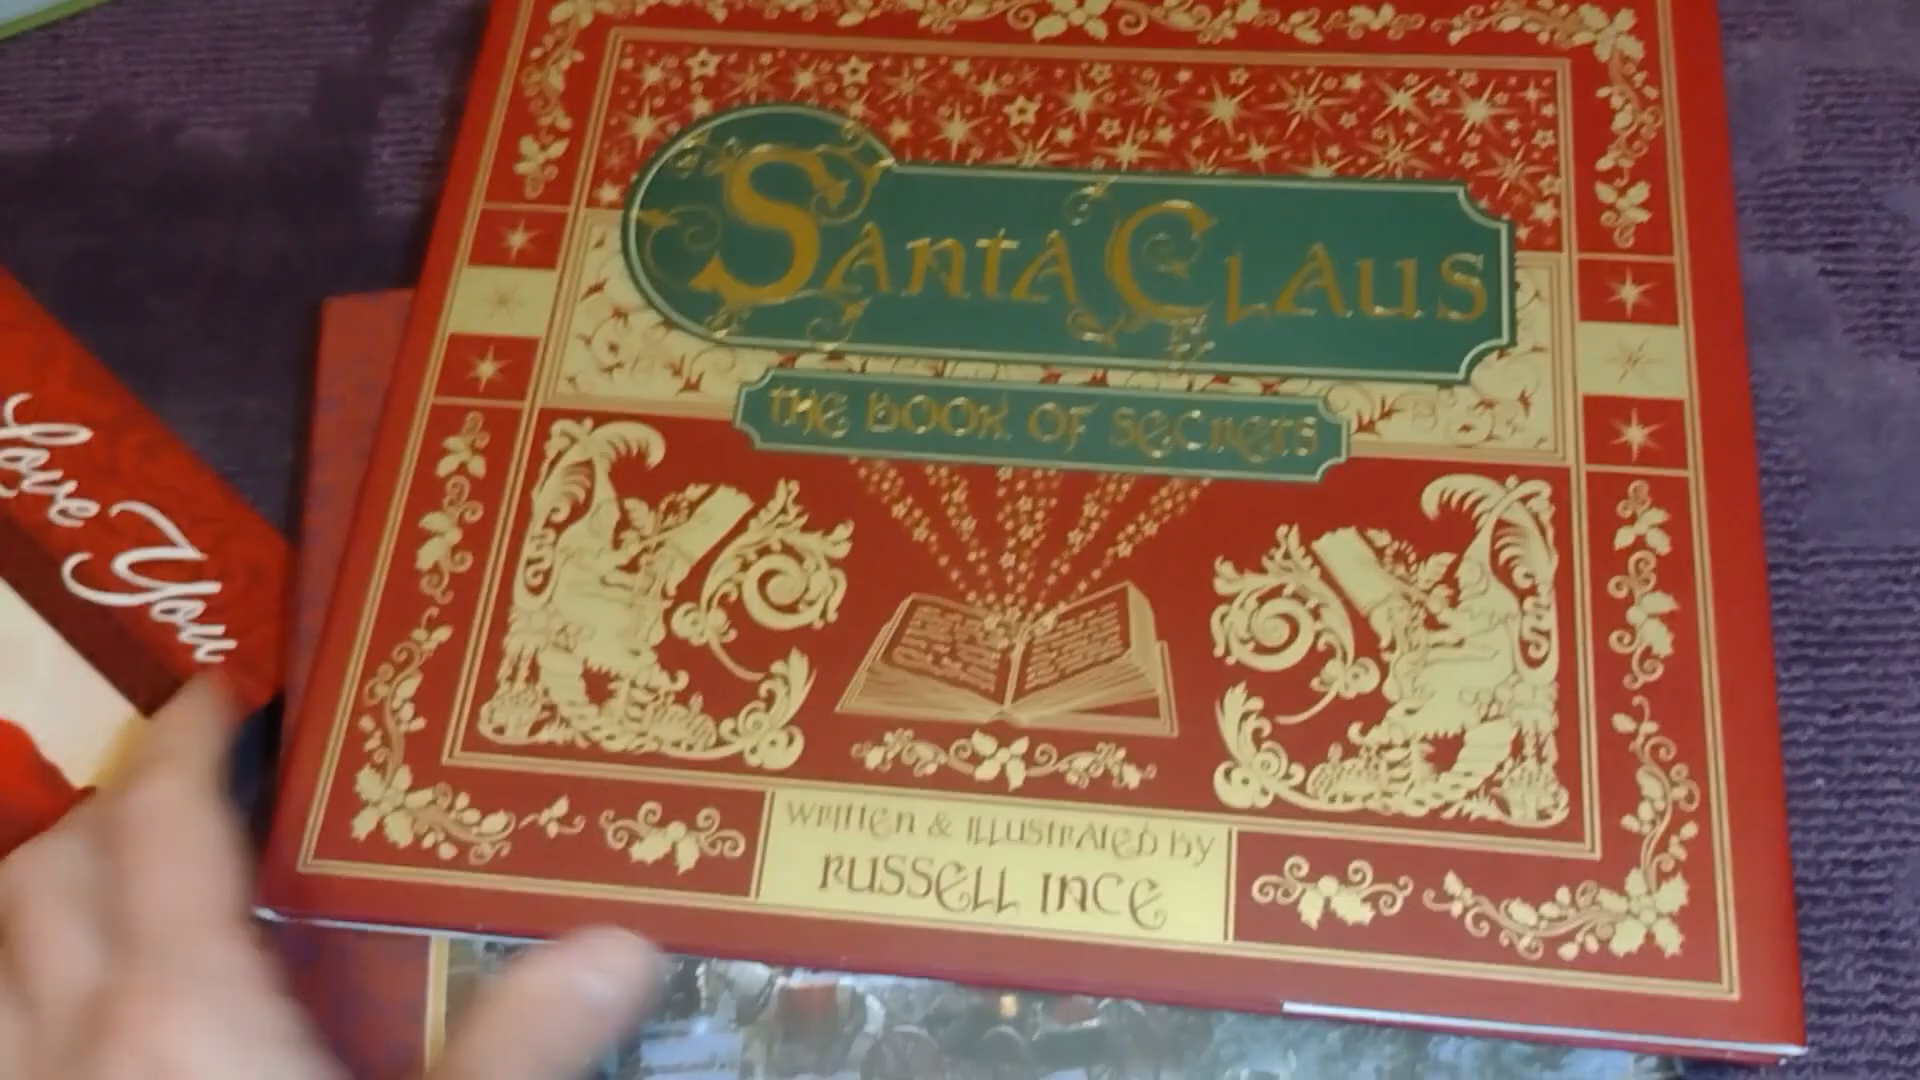 Santa Claus
THE BOOK OF SECRETS
WRITTEN & ILLUSTRATED BY
RUSSELL INCE
Love You